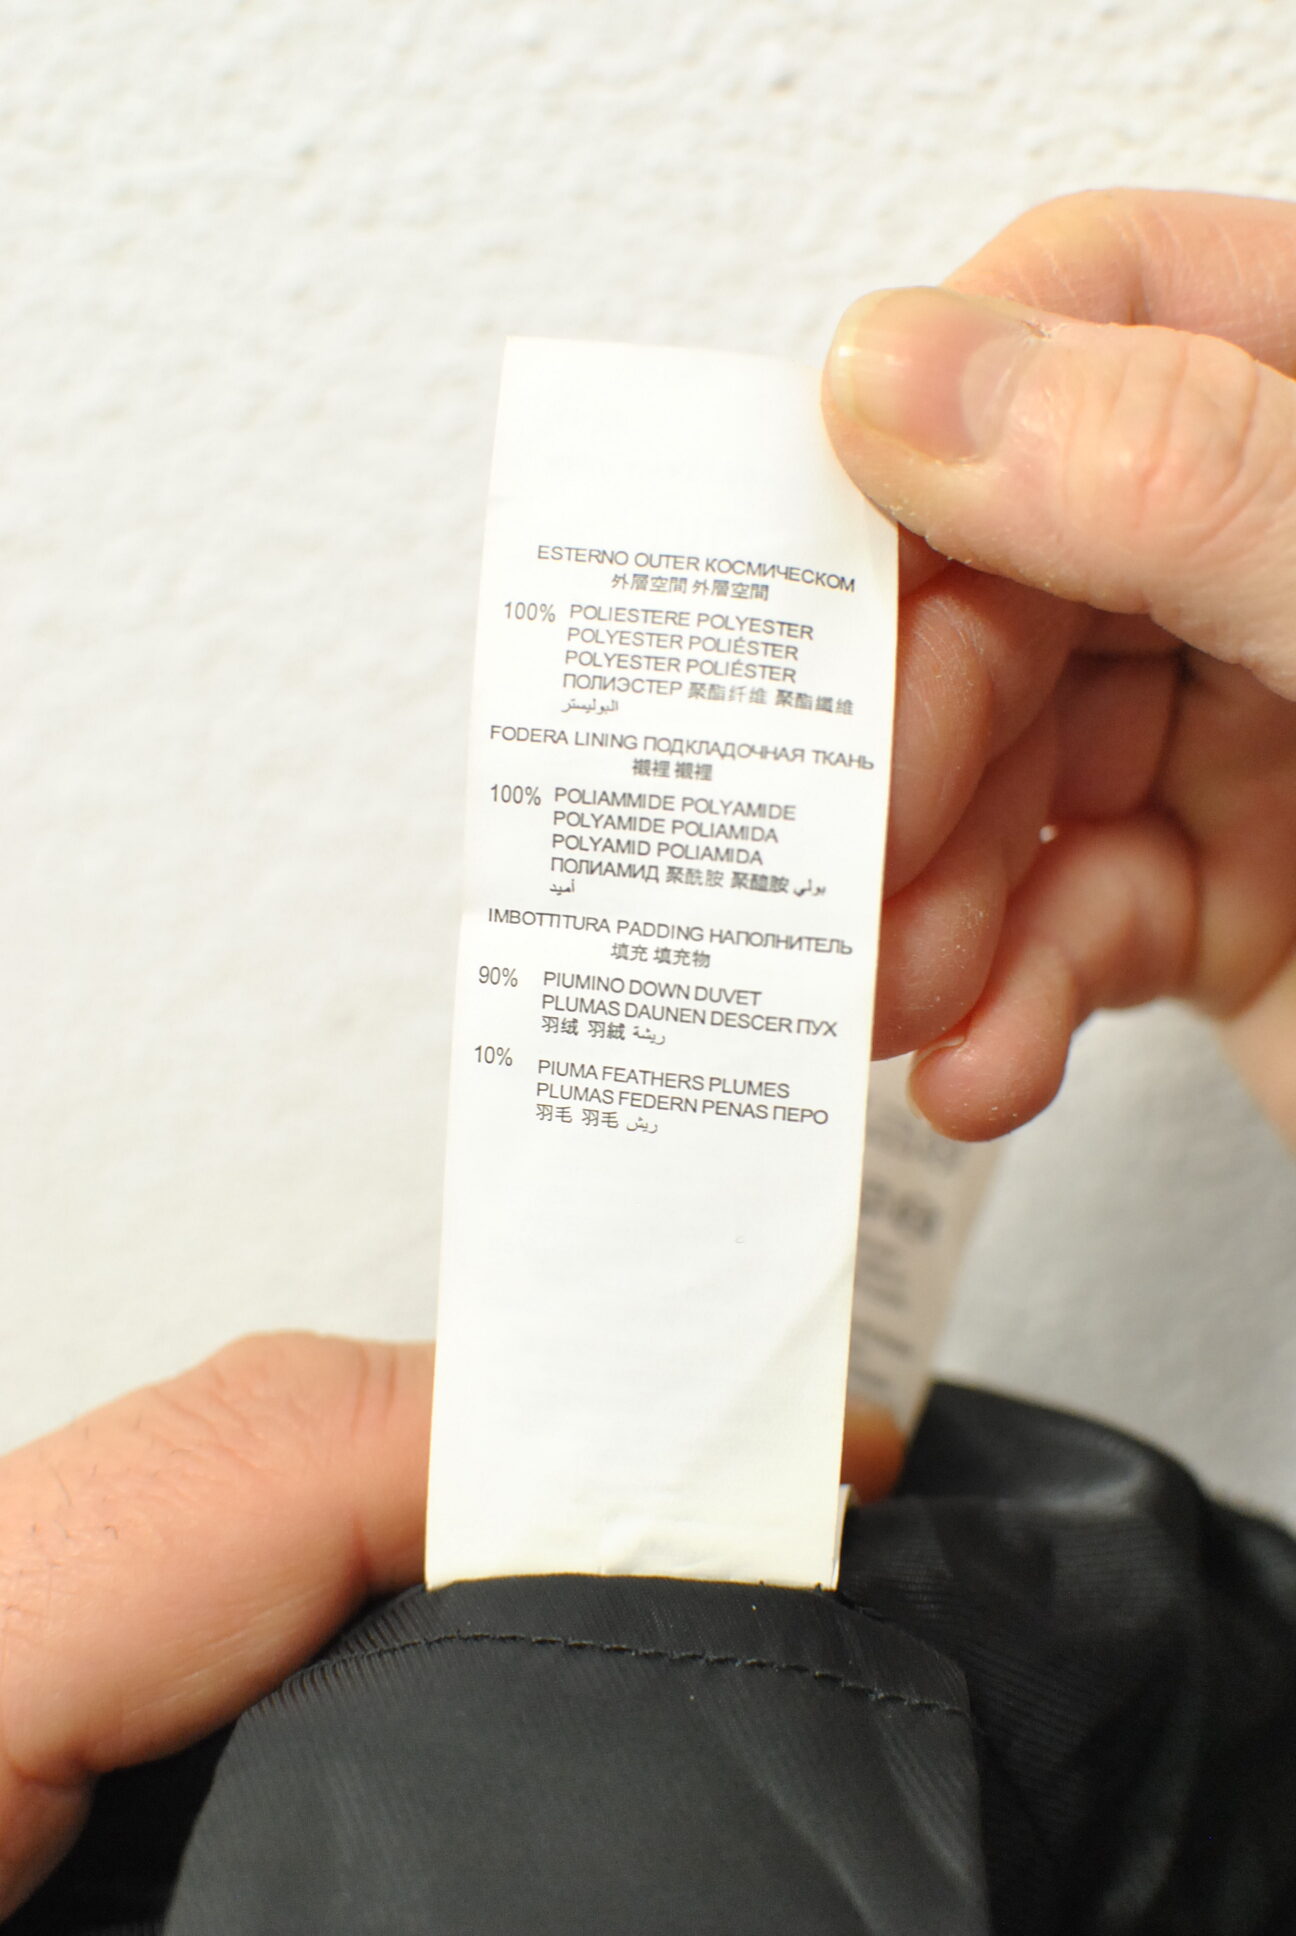 ESTERNO OUTER КОСМИЧЕСКОМ
外層空間 外層空間
100% POLIESTERE POLYESTER
POLYESTER POLIÉSTER
POLYESTER POLIÉSTER
ПОЛИЭСТЕР 聚酯纤维 聚酯纖維
البوليستر
FODERA LINING ПОДКЛАДОЧНАЯ ТКАНЬ
襯裡 襯裡
100% POLIAMMIDE POLYAMIDE
POLYAMIDE POLIAMIDA
POLYAMID POLIAMIDA
ПОЛИАМИД 聚酰胺 聚醯胺 بولي
أميد
IMBOTTITURA PADDING НАПОЛНИТЕЛЬ
填充 填充物
90% PIUMINO DOWN DUVET
PLUMAS DAUNEN DESCER ПУХ
羽绒 羽絨 ريشة
10% PIUMA FEATHERS PLUMES
PLUMAS FEDERN PENAS ПЕРО
羽毛 羽毛 ريش